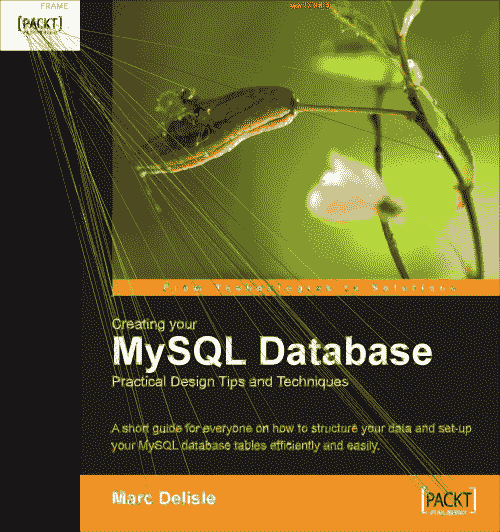 FRAME
[PACKT]
From Technologies to Solutions
Creating your
MySQL Database
Practical Design Tips and Techniques
A short guide for everyone on how to structure your data and set-up
your MySQL database tables efficiently and easily.
Marc Delisle
[PACKT]
PUBLISHING